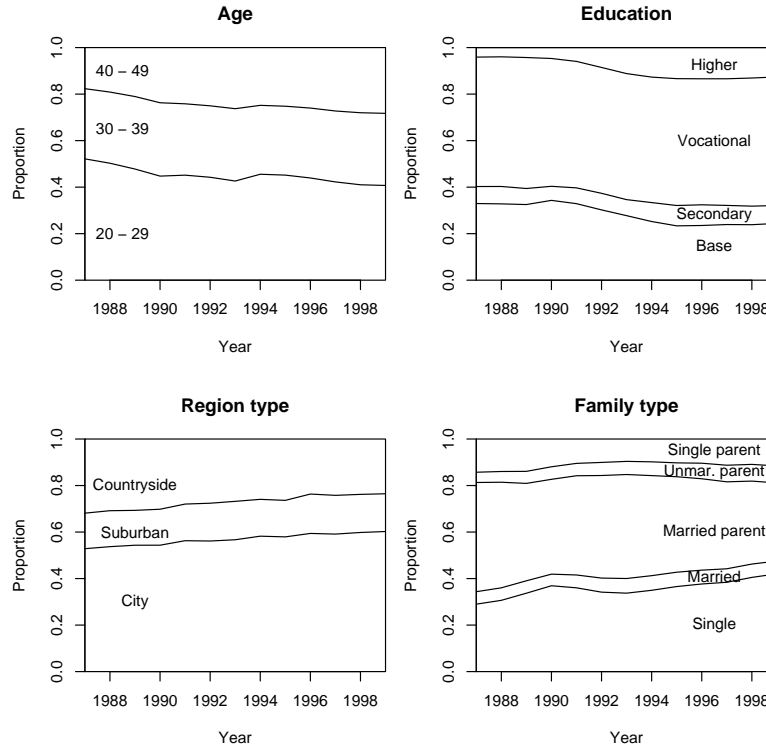 Age
Proportion
0.0 0.2 0.4 0.6 0.8 1.0
40 − 49
30 − 39
20 − 29
1988 1990 1992 1994 1996 1998
Year
Education
Proportion
0.0 0.2 0.4 0.6 0.8 1.0
Higher
Vocational
Secondary
Base
1988 1990 1992 1994 1996 1998
Year
Region type
Proportion
0.0 0.2 0.4 0.6 0.8 1.0
Countryside
Suburban
City
1988 1990 1992 1994 1996 1998
Year
Family type
Proportion
0.0 0.2 0.4 0.6 0.8 1.0
Single parent
Unmar. parent
Married parent
Married
Single
1988 1990 1992 1994 1996 1998
Year